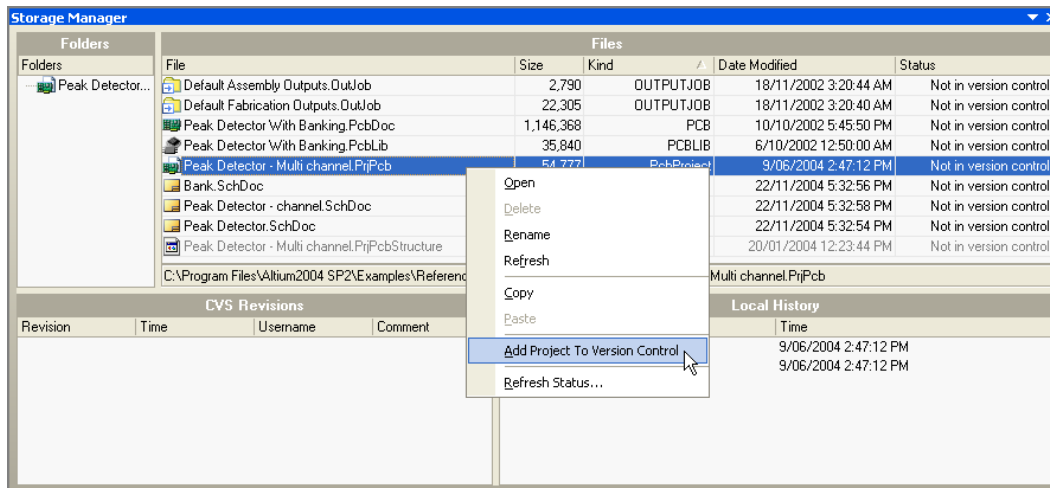 Storage Manager
Folders Files
Folders File Size Kind Date Modified Status
Peak Detector... Default Assembly Outputs.OutJob 2,790 OUTPUTJOB 18/11/2002 3:20:44 AM Not in version control
Default Fabrication Outputs.OutJob 22,305 OUTPUTJOB 18/11/2002 3:20:40 AM Not in version control
Peak Detector With Banking.PcbDoc 1,146,368 PCB 10/10/2002 5:45:50 PM Not in version control
Peak Detector With Banking.PcbLib 35,840 PCBLIB 6/10/2002 12:50:00 AM Not in version control
Peak Detector - Multi channel.PrjPcb 54,777 PcbProject 9/06/2004 2:47:12 PM Not in version control
Bank.SchDoc 22/11/2004 5:32:56 PM Not in version control
Peak Detector - channel.SchDoc 22/11/2004 5:32:58 PM Not in version control
Peak Detector.SchDoc 22/11/2004 5:32:54 PM Not in version control
Peak Detector - Multi channel.PrjPcbStructure 20/01/2004 12:23:44 PM Not in version control
C:\Program Files\Altium2004 SP2\Examples\Referenc Multi channel.PrjPcb
Open
Delete
Rename
Refresh
Copy
Paste
Add Project To Version Control
Refresh Status...
CVS Revisions Local History
Revision Time Username Comment Time
9/06/2004 2:47:12 PM
9/06/2004 2:47:12 PM